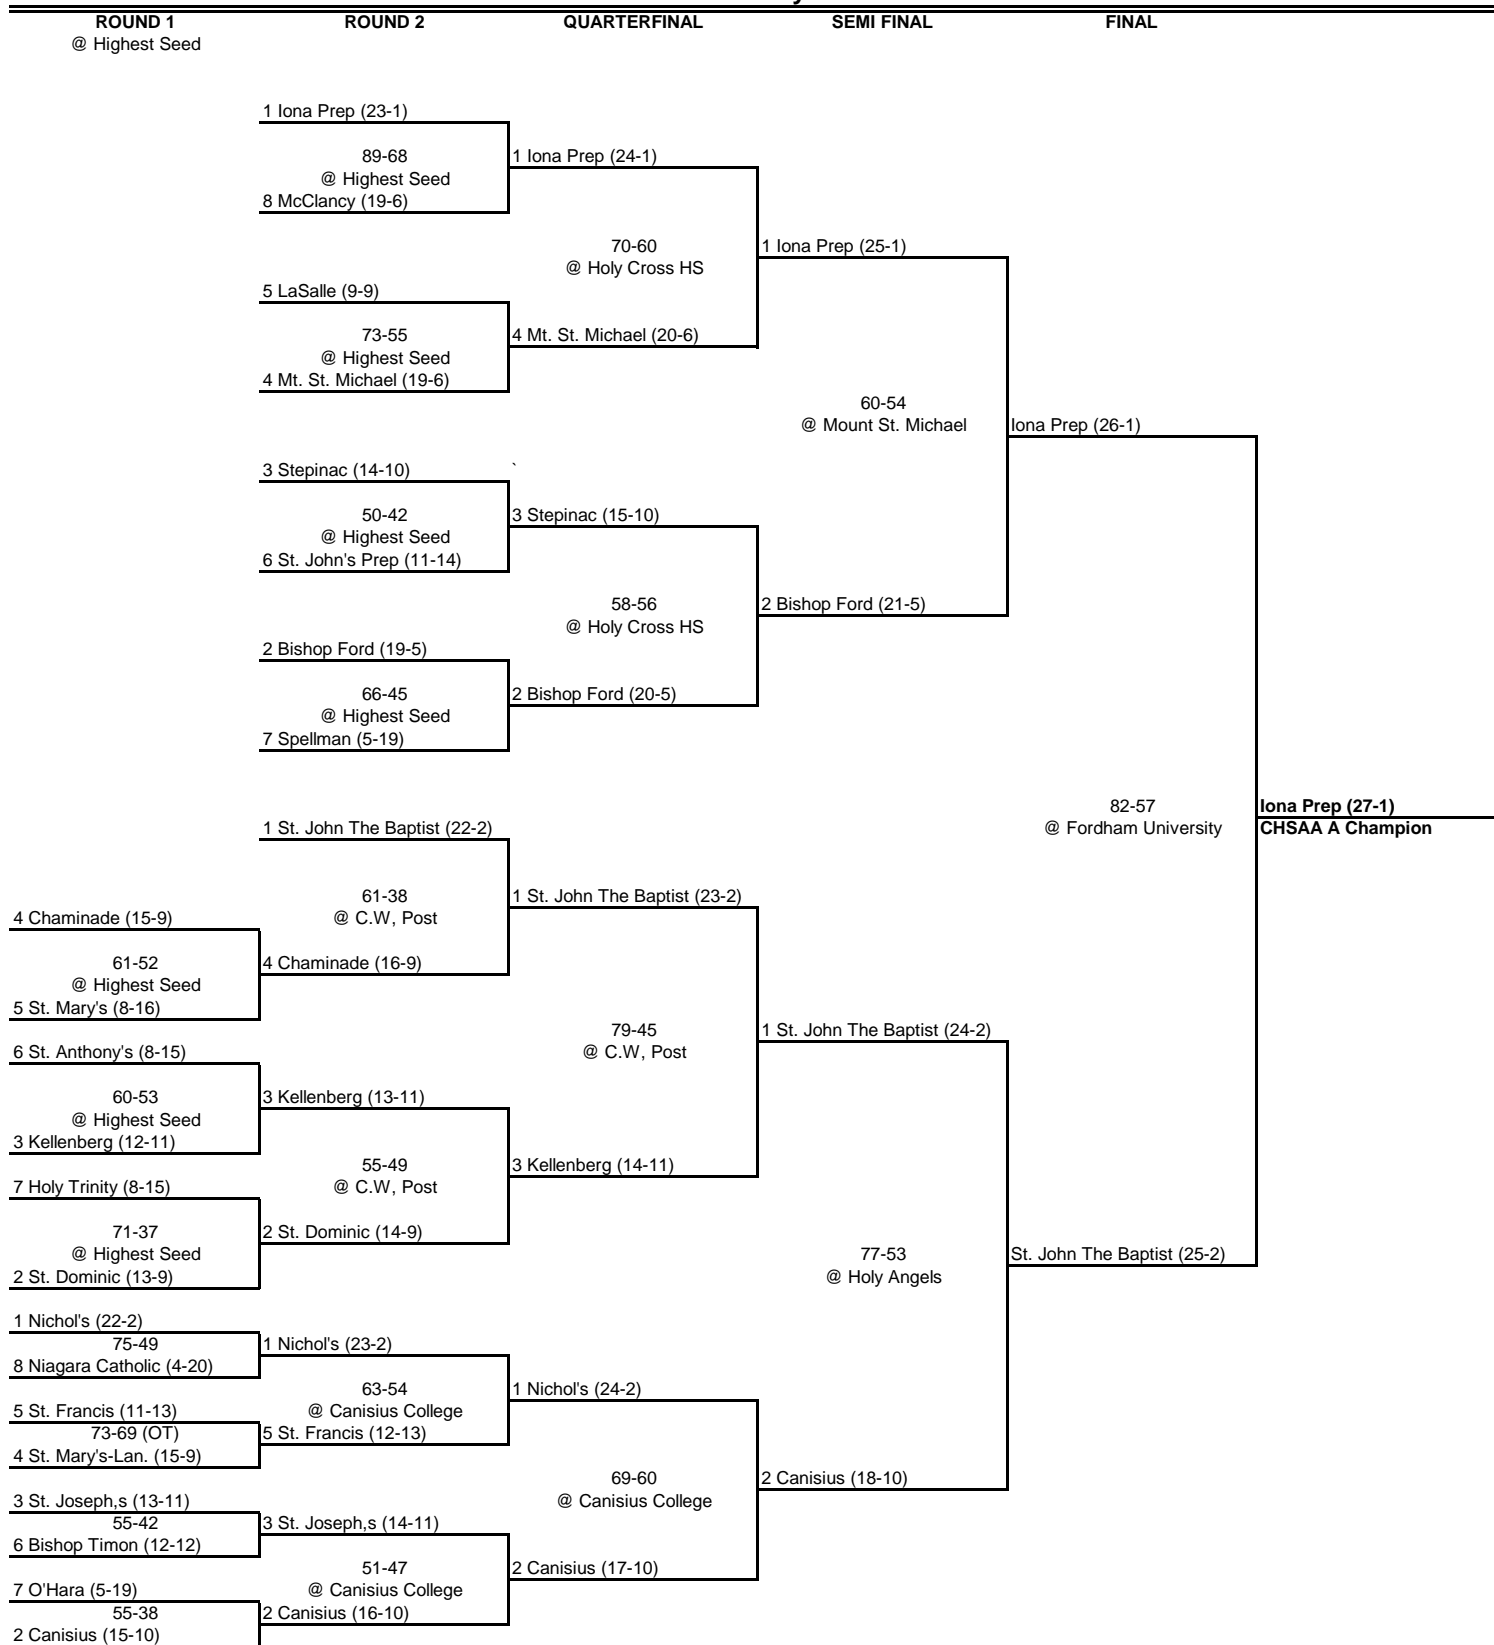 ROUND 1 ROUND 2 QUARTERFINAL SEMI FINAL FINAL
@ Highest Seed
1 Iona Prep (23-1)
89-68
@ Highest Seed
8 McClancy (19-6)
1 Iona Prep (24-1)
70-60
@ Holy Cross HS
1 Iona Prep (25-1)
5 LaSalle (9-9)
73-55
@ Highest Seed
4 Mt. St. Michael (19-6)
4 Mt. St. Michael (20-6)
60-54
@ Mount St. Michael
Iona Prep (26-1)
3 Stepinac (14-10)
`
50-42
@ Highest Seed
6 St. John's Prep (11-14)
3 Stepinac (15-10)
58-56
@ Holy Cross HS
2 Bishop Ford (21-5)
2 Bishop Ford (19-5)
66-45
@ Highest Seed
7 Spellman (5-19)
2 Bishop Ford (20-5)
82-57
@ Fordham University
Iona Prep (27-1)
CHSAA A Champion
1 St. John The Baptist (22-2)
61-38
@ C.W, Post
1 St. John The Baptist (23-2)
4 Chaminade (15-9)
61-52
@ Highest Seed
5 St. Mary's (8-16)
4 Chaminade (16-9)
79-45
@ C.W, Post
1 St. John The Baptist (24-2)
6 St. Anthony's (8-15)
60-53
@ Highest Seed
3 Kellenberg (12-11)
3 Kellenberg (13-11)
55-49
@ C.W, Post
3 Kellenberg (14-11)
7 Holy Trinity (8-15)
71-37
@ Highest Seed
2 St. Dominic (13-9)
2 St. Dominic (14-9)
77-53
@ Holy Angels
St. John The Baptist (25-2)
1 Nichol's (22-2)
75-49
8 Niagara Catholic (4-20)
1 Nichol's (23-2)
63-54
@ Canisius College
1 Nichol's (24-2)
5 St. Francis (11-13)
73-69 (OT)
4 St. Mary's-Lan. (15-9)
5 St. Francis (12-13)
69-60
@ Canisius College
2 Canisius (18-10)
3 St. Joseph,s (13-11)
55-42
6 Bishop Timon (12-12)
3 St. Joseph,s (14-11)
51-47
@ Canisius College
2 Canisius (17-10)
7 O'Hara (5-19)
55-38
2 Canisius (15-10)
2 Canisius (16-10)